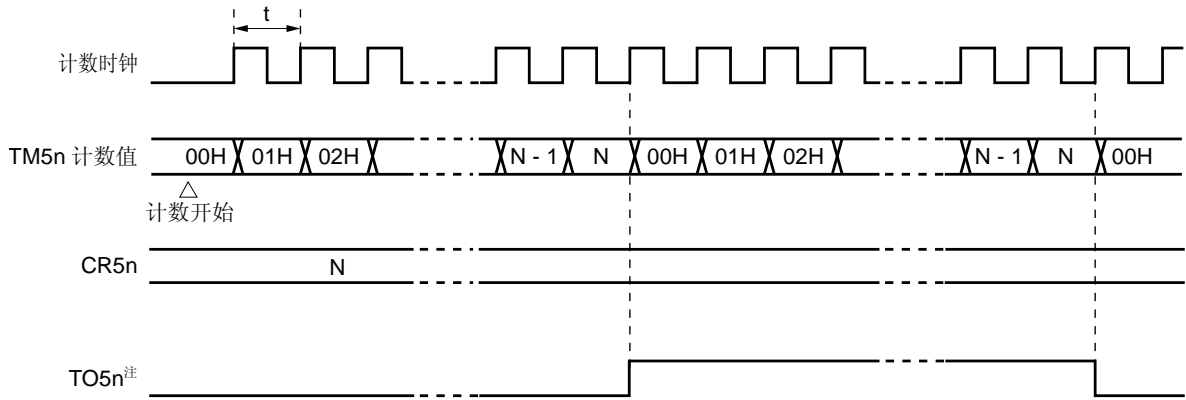 t
计数时钟
TM5n 计数值 00H 01H 02H N - 1 N 00H 01H 02H N - 1 N 00H
△
计数开始
CR5n N
TO5n注